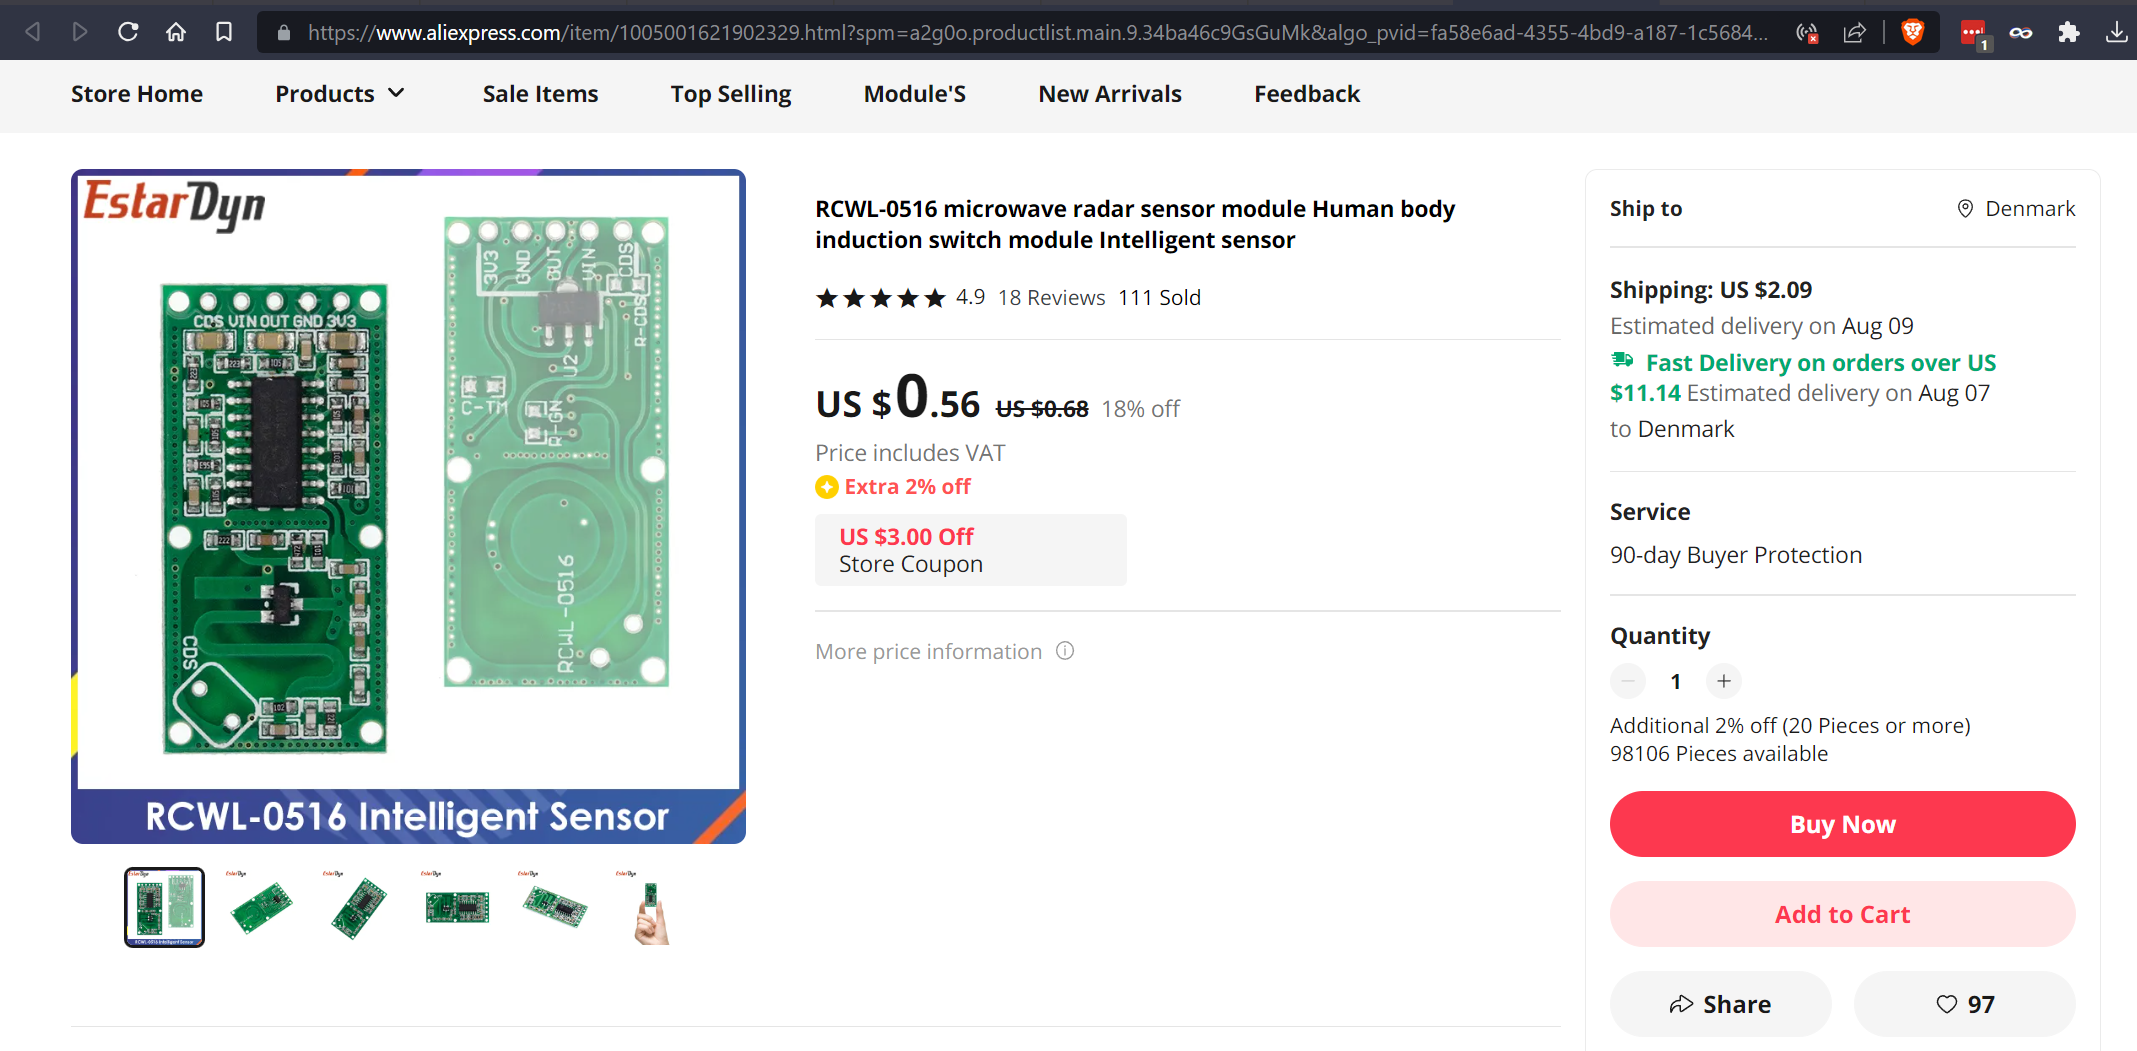 https://www.aliexpress.com/item/1005001621902329.html?spm=a2g0o.productlist.main.9.34ba46c9GsGuMk&algo_pvid=fa58e6ad-4355-4bd9-a187-1c5684...
1
Store Home
Products
Sale Items
Top Selling
Module'S
New Arrivals
Feedback
EstarDyn
CDS VIN OUT GND 3V3
CDS
3V3
GND
OUT
VIN
CDS
R-CDS
U2
C-TM
R-GN
RCWL-0516
RCWL-0516 Intelligent Sensor
RCWL-0516 microwave radar sensor module Human body
induction switch module Intelligent sensor
4.9 18 Reviews 111 Sold
US $0.56 US $0.68 18% off
Price includes VAT
Extra 2% off
US $3.00 Off
Store Coupon
More price information
Ship to
Denmark
Shipping: US $2.09
Estimated delivery on Aug 09
Fast Delivery on orders over US
$11.14 Estimated delivery on Aug 07
to Denmark
Service
90-day Buyer Protection
Quantity
1
Additional 2% off (20 Pieces or more)
98106 Pieces available
Buy Now
Add to Cart
Share
97